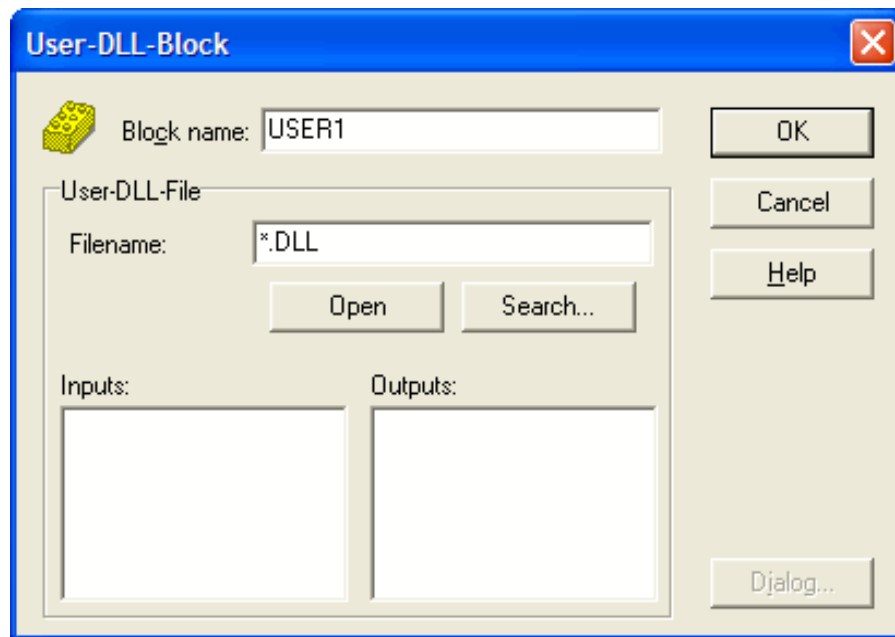 User-DLL-Block
Block name: USER1
OK
User-DLL-File
Cancel
Filename: *.DLL
Help
Open Search...
Inputs: Outputs:
Dialog...